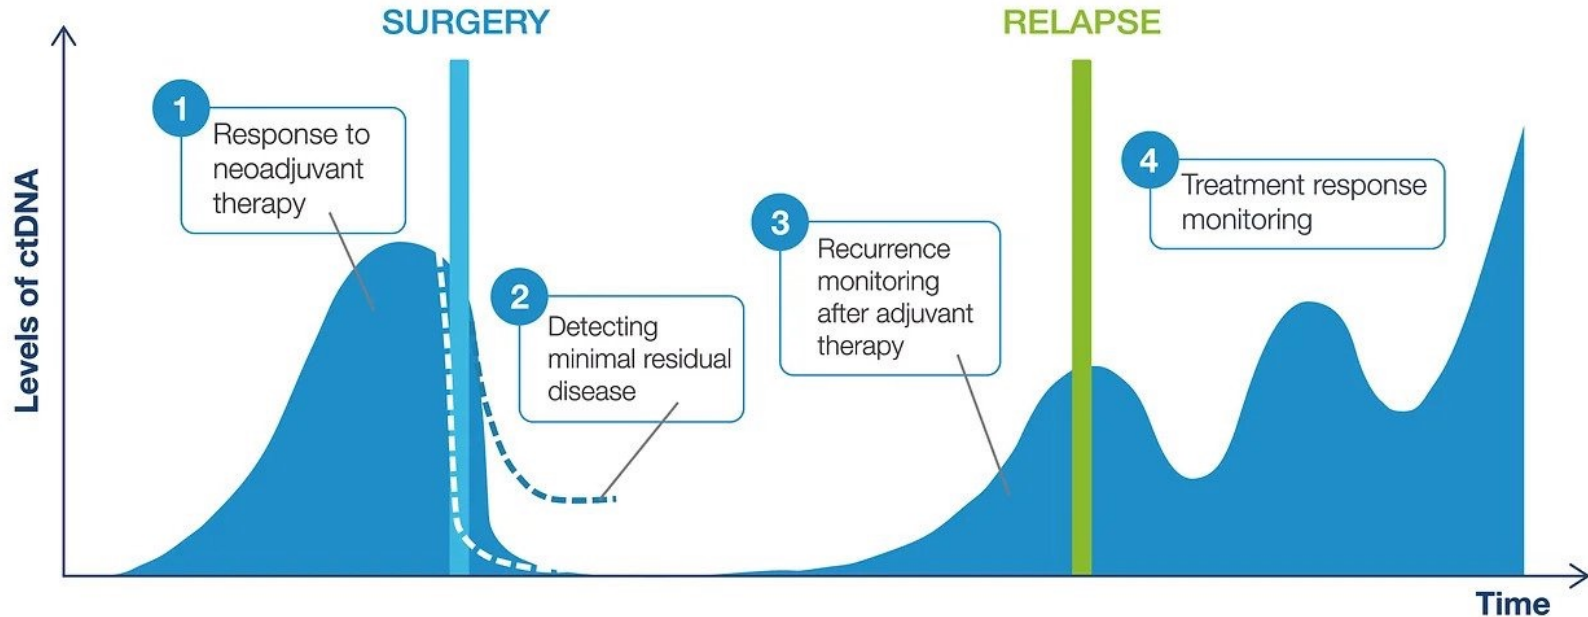 SURGERY
RELAPSE
1
Response to
neoadjuvant
therapy
2
Detecting
minimal residual
disease
3
Recurrence
monitoring
after adjuvant
therapy
4
Treatment response
monitoring
Levels of ctDNA
Time